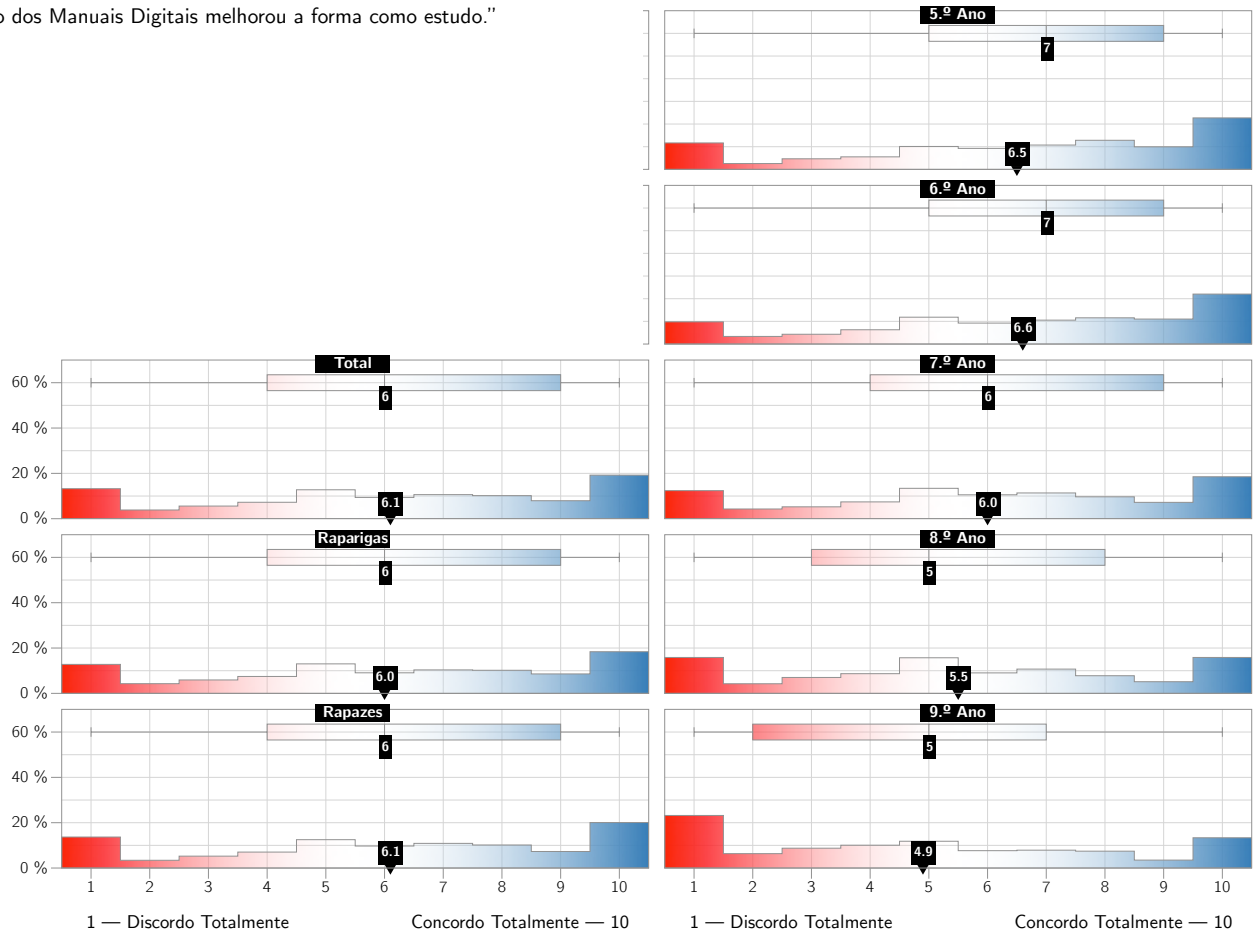 dos Manuais Digitais melhorou a forma como estudo.”
5.º Ano
7
6.5
6.º Ano
7
6.6
Total
60 %
6
40 %
20 %
6.1
0 %
7.º Ano
6
6.0
Raparigas
60 %
6
40 %
20 %
6.0
0 %
8.º Ano
5
5.5
Rapazes
60 %
6
40 %
20 %
6.1
0 %
1 2 3 4 5 6 7 8 9 10
1 — Discordo Totalmente Concordo Totalmente — 10
9.º Ano
5
4.9
1 2 3 4 5 6 7 8 9 10
1 — Discordo Totalmente Concordo Totalmente — 10